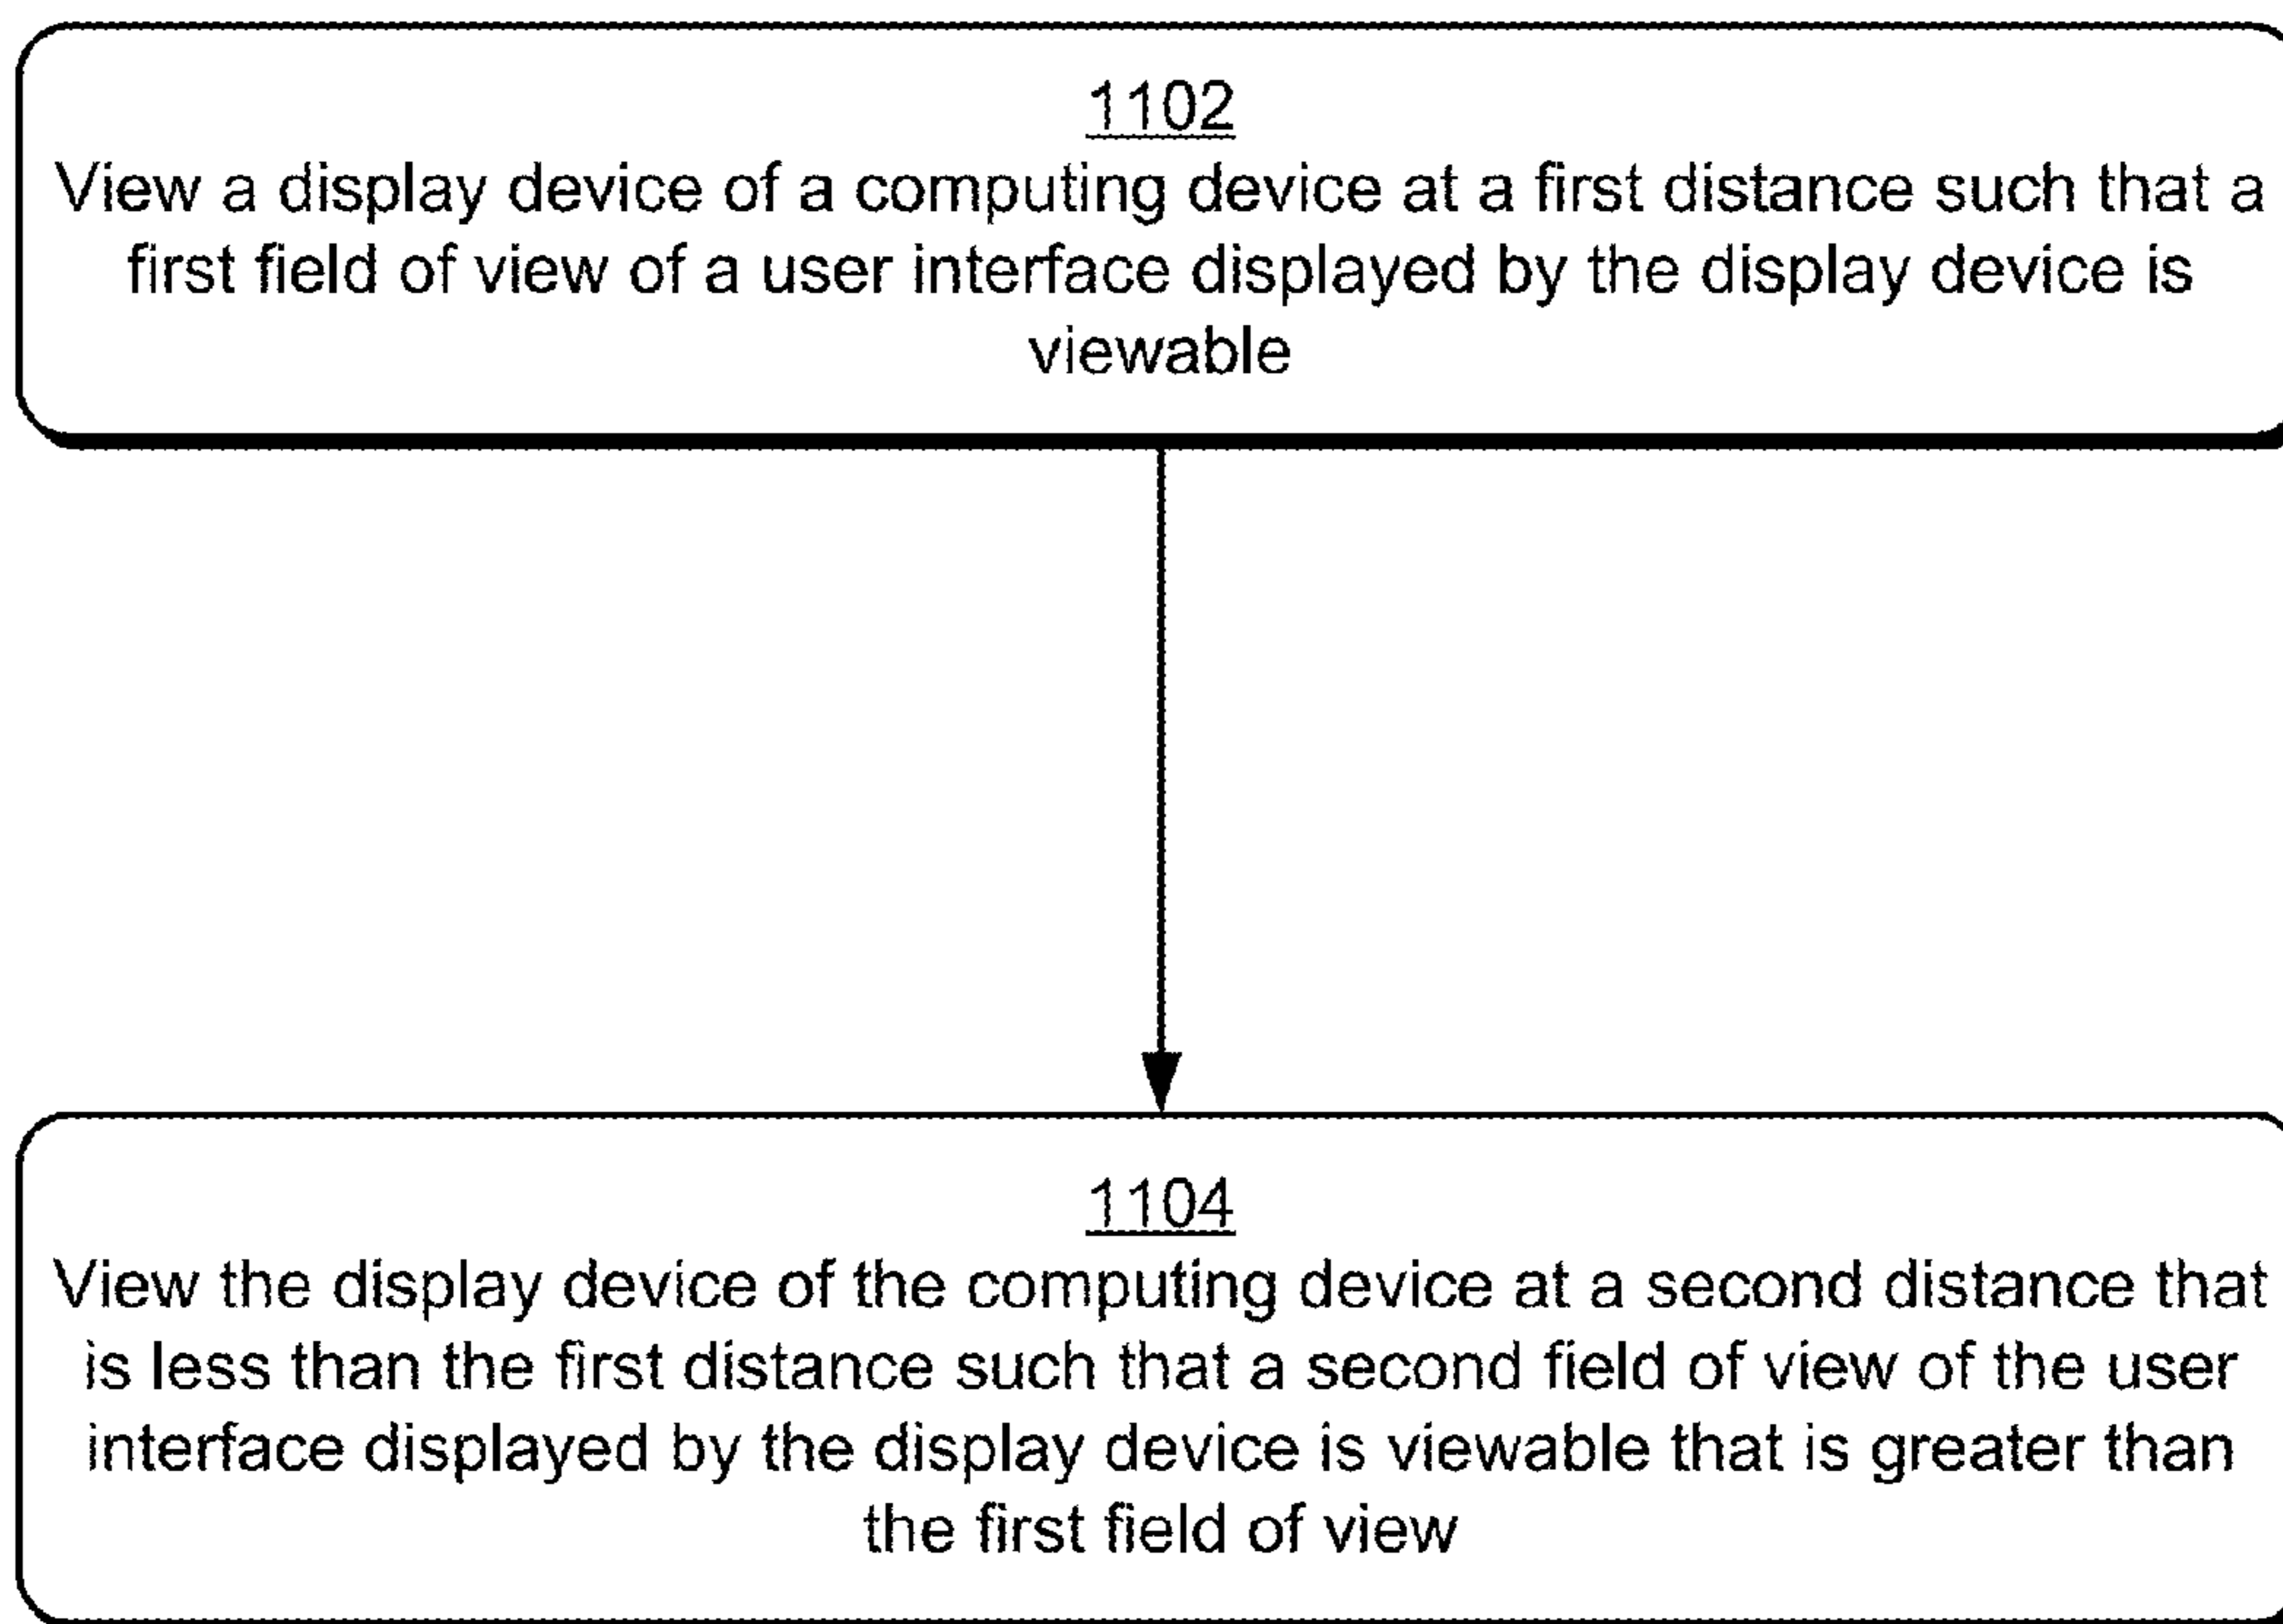 1102
View a display device of a computing device at a first distance such that a
first field of view of a user interface displayed by the display device is
viewable
1104
View the display device of the computing device at a second distance that
is less than the first distance such that a second field of view of the user
interface displayed by the display device is viewable that is greater than
the first field of view